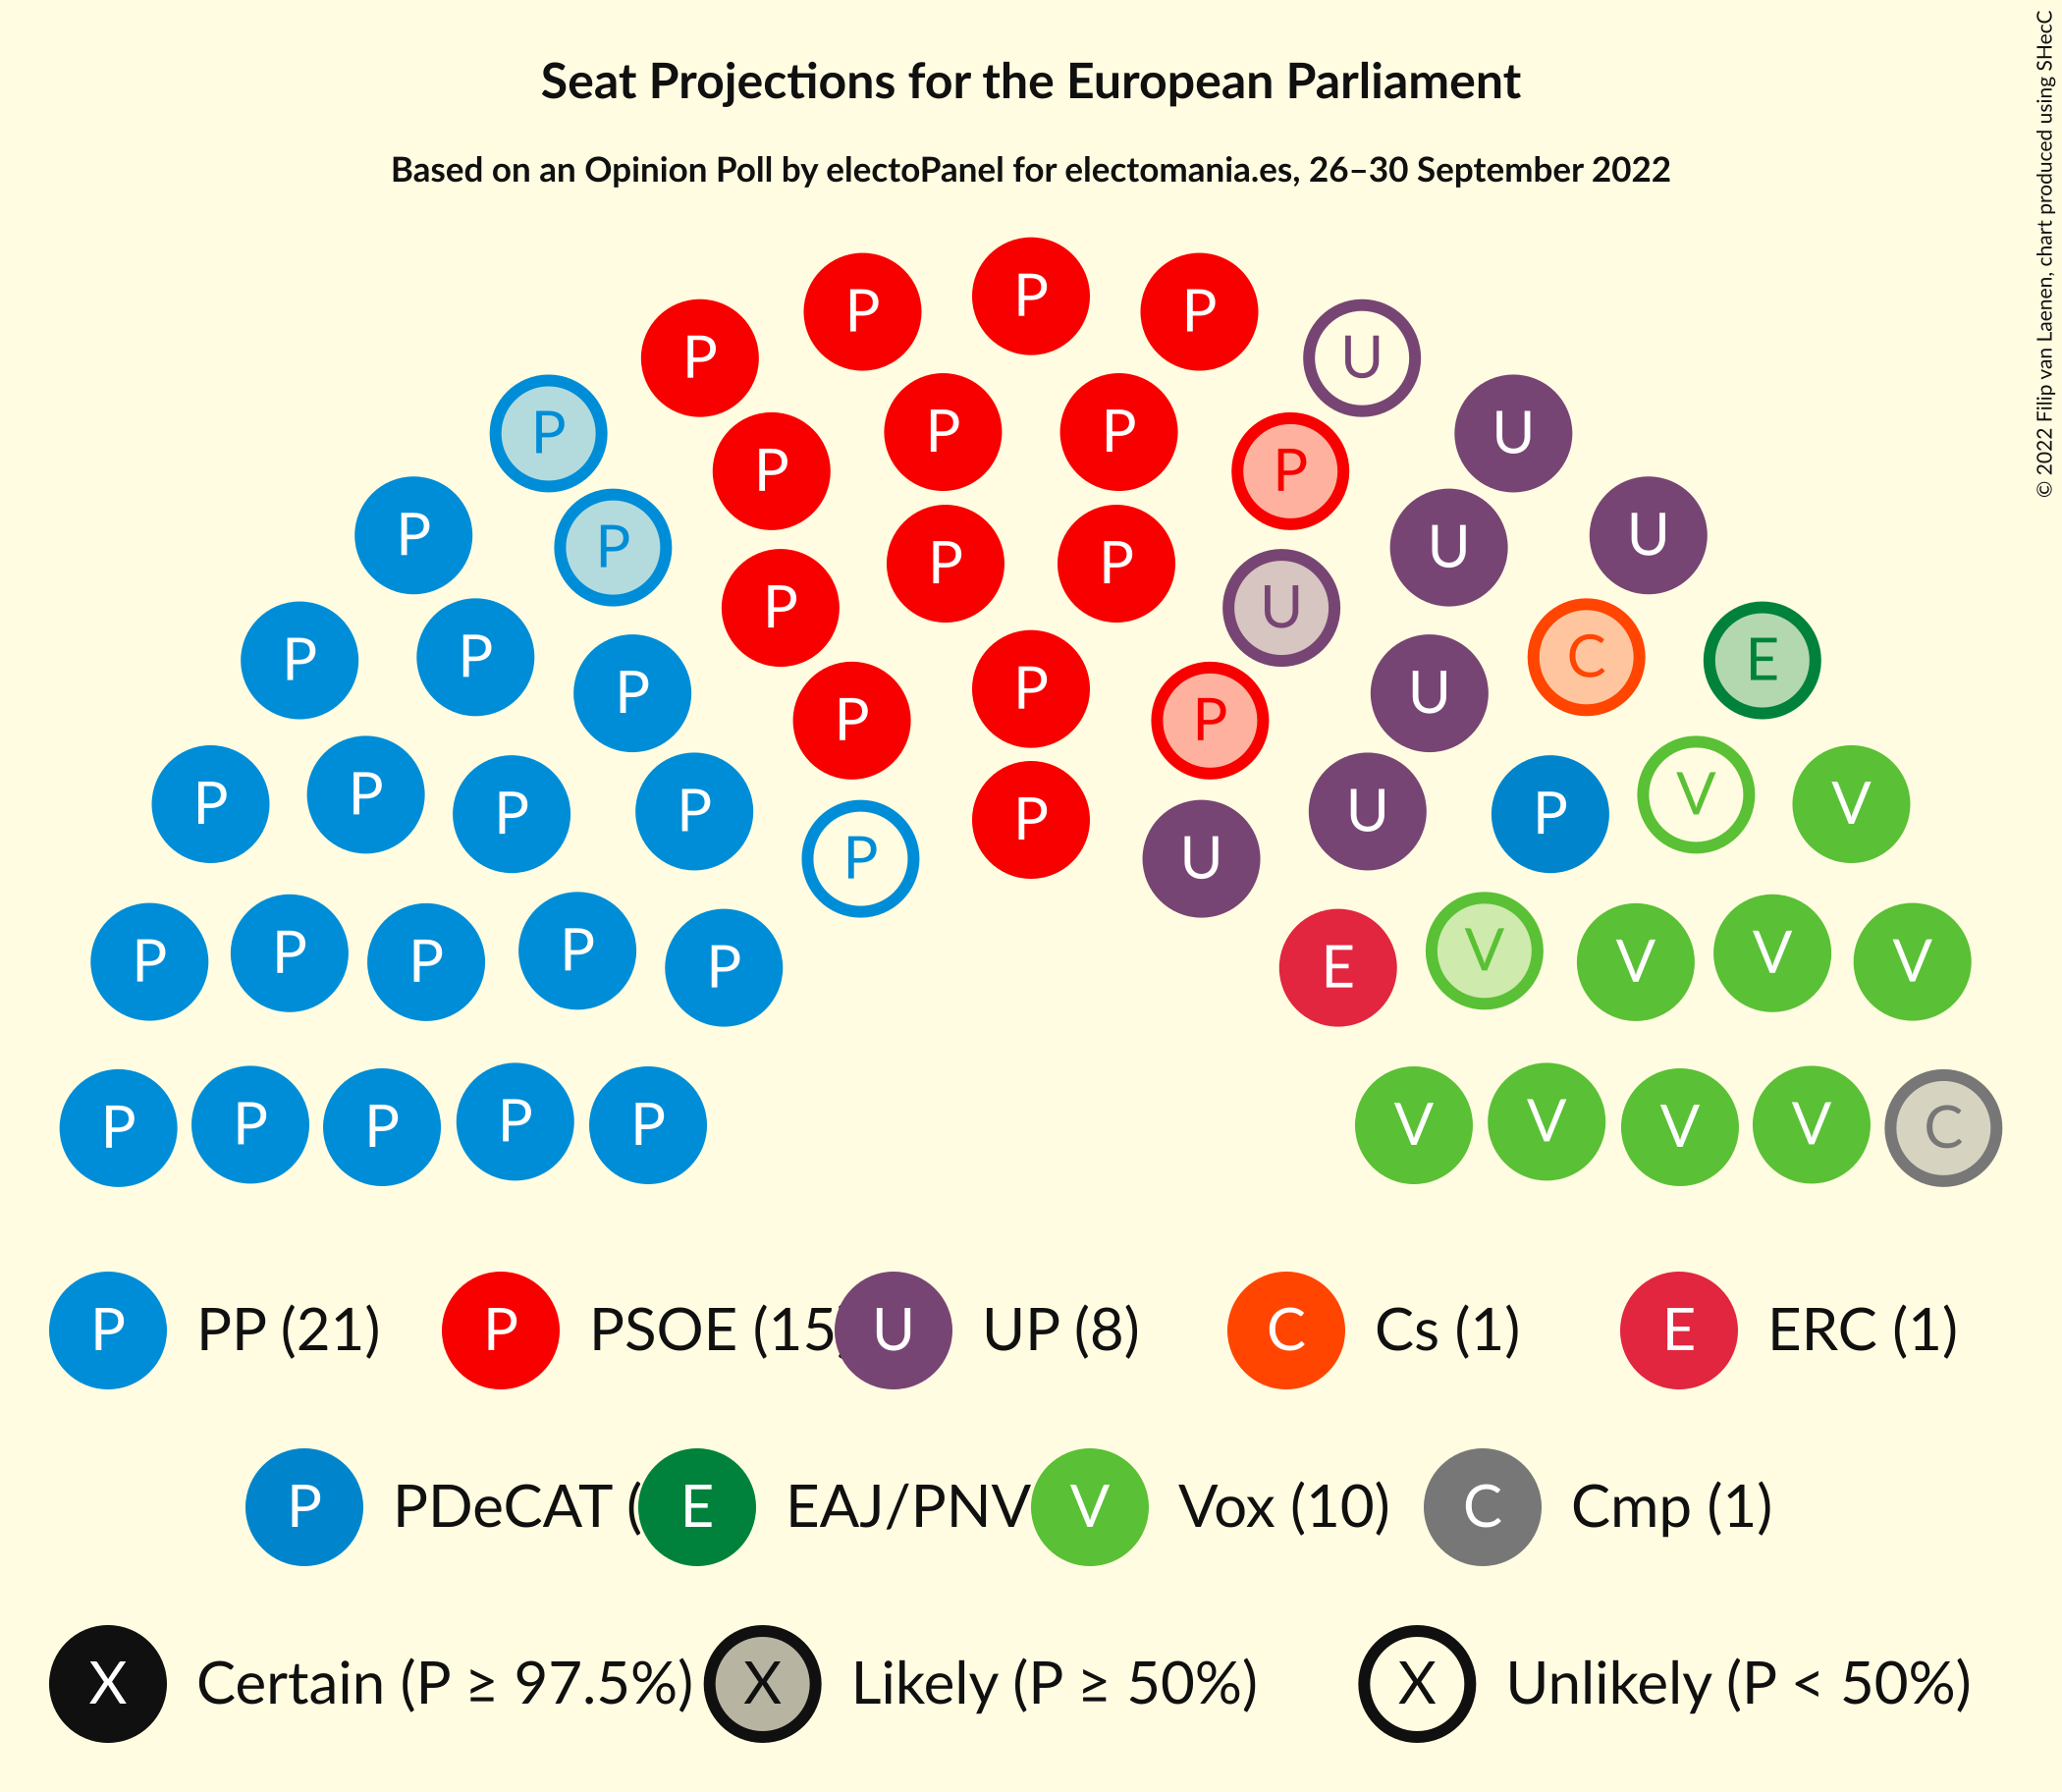 Seat Projections for the European Parliament
Based on an Opinion Poll by electoPanel for electomania.es, 26–30 September 2022
© 2022 Filip van Laenen, chart produced using SHecC
P
P P
P U
P P P U
P P
P P P P U U
P U
P P P P U C E
P P
P P P P P U P V V
P U
P P P P P E V V V V
P P P P P V V V V C
P PP (21) P PSOE (15 U UP (8) C Cs (1) E ERC (1)
P PDeCAT ( E EAJ/PNV V Vox (10) C Cmp (1)
X Certain (P ≥ 97.5%) X Likely (P ≥ 50%) X Unlikely (P < 50%)